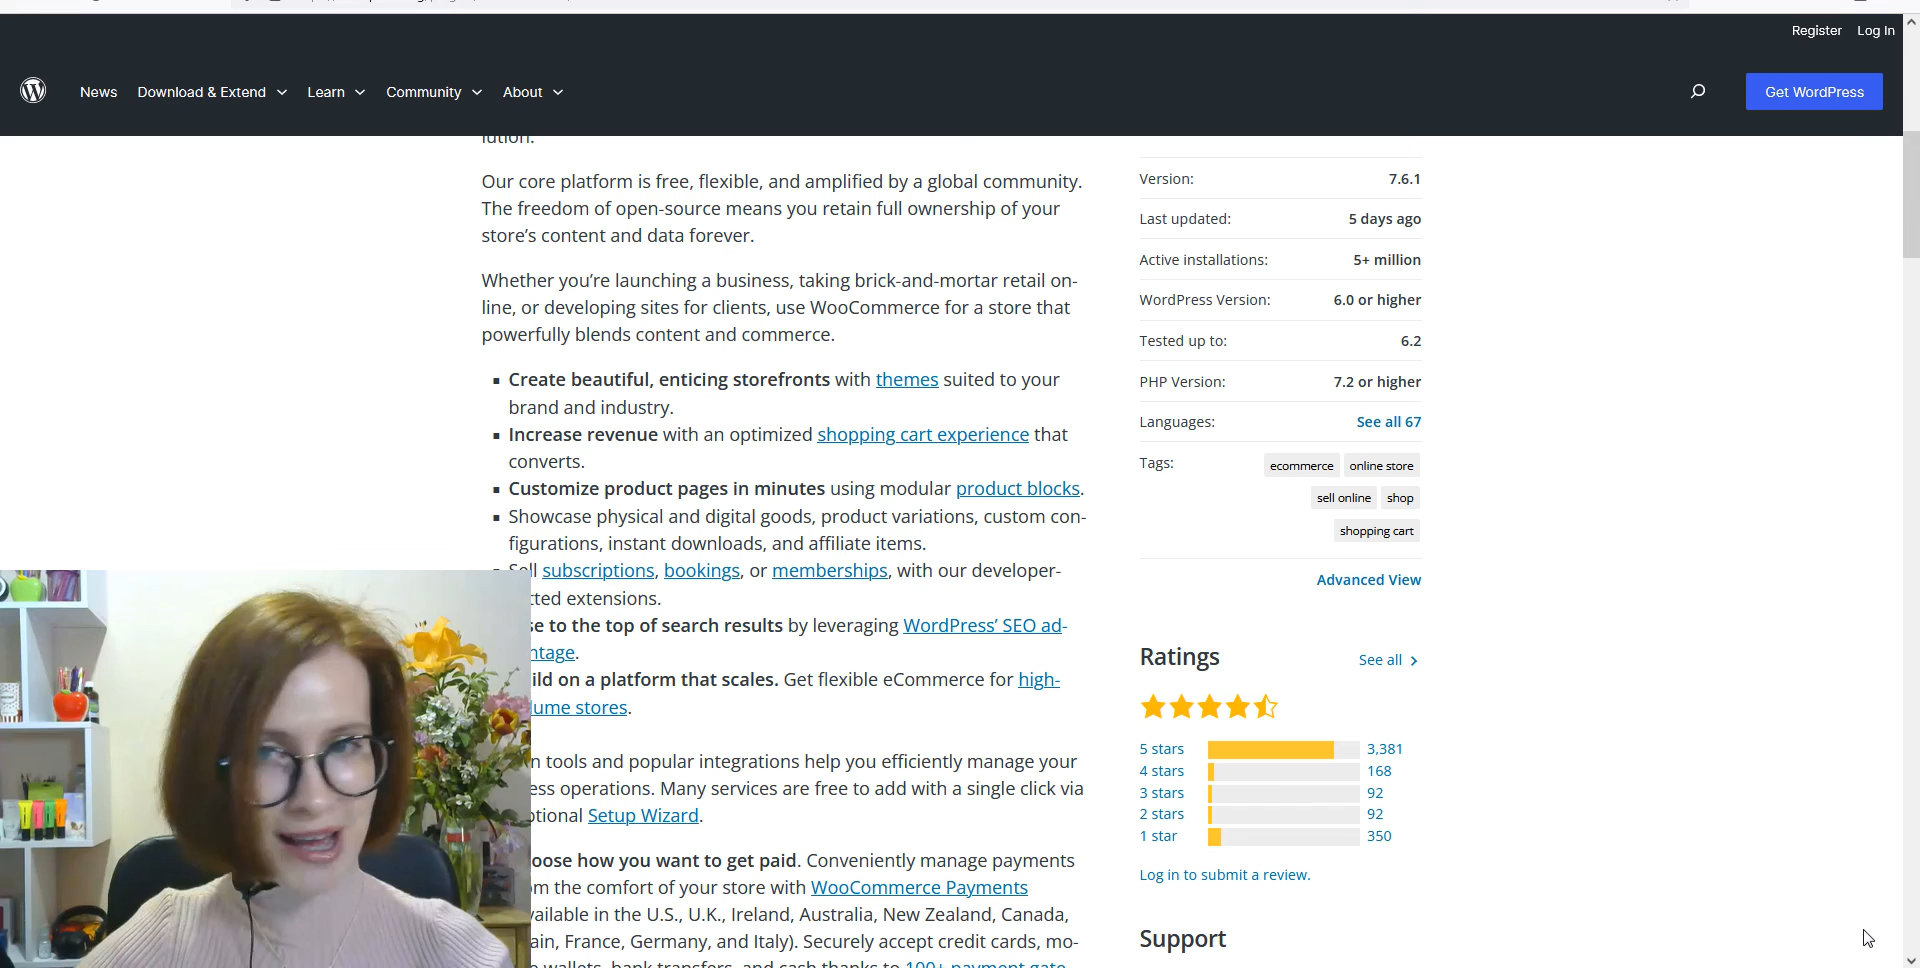 Register Log In
News Download & Extend Learn Community About Get WordPress
lution.
Our core platform is free, flexible, and amplified by a global community.
The freedom of open-source means you retain full ownership of your
store's content and data forever.
Whether you're launching a business, taking brick-and-mortar retail on-
line, or developing sites for clients, use WooCommerce for a store that
powerfully blends content and commerce.
Create beautiful, enticing storefronts with themes suited to your
brand and industry.
Increase revenue with an optimized shopping cart experience that
converts.
Customize product pages in minutes using modular product blocks.
Showcase physical and digital goods, product variations, custom con-
figurations, instant downloads, and affiliate items.
subscriptions, bookings, or memberships, with our developer-
cted extensions.
se to the top of search results by leveraging WordPress' SEO ad-
ntage.
ild on a platform that scales. Get flexible eCommerce for high-
lume stores.
n tools and popular integrations help you efficiently manage your
ess operations. Many services are free to add with a single click via
ptional Setup Wizard.
oose how you want to get paid. Conveniently manage payments
om the comfort of your store with WooCommerce Payments
vailable in the U.S., U.K., Ireland, Australia, New Zealand, Canada,
ain, France, Germany, and Italy). Securely accept credit cards, mo-
wallets, bank transfers, and cash thanks to 100+ payment gate-
Version: 7.6.1
Last updated: 5 days ago
Active installations: 5+ million
WordPress Version: 6.0 or higher
Tested up to: 6.2
PHP Version: 7.2 or higher
Languages: See all 67
Tags: ecommerce online store
sell online shop
shopping cart
Advanced View
Ratings See all
5 stars 3,381
4 stars 168
3 stars 92
2 stars 92
1 star 350
Log in to submit a review.
Support